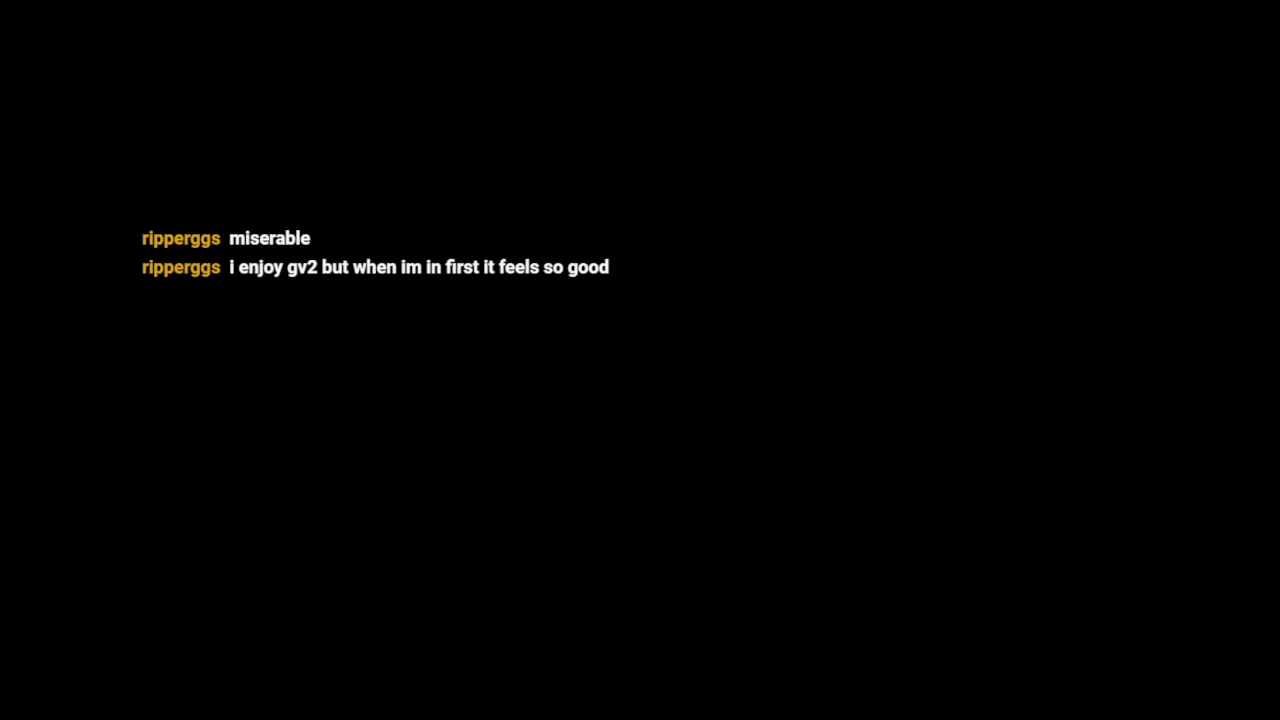 ripperggs miserable
ripperggs i enjoy gv2 but when im in first it feels so good